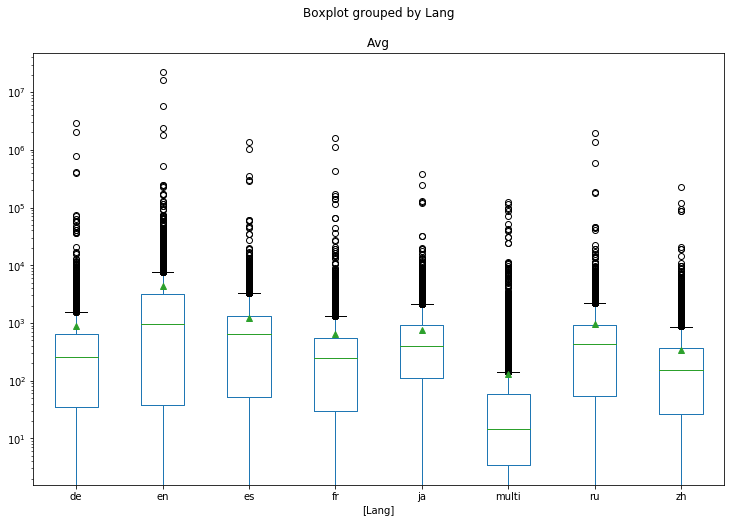 Boxplot grouped by Lang
Avg
10⁷
10⁶
10⁵
10⁴
10³
10²
10¹
de en es fr ja multi ru zh
[Lang]